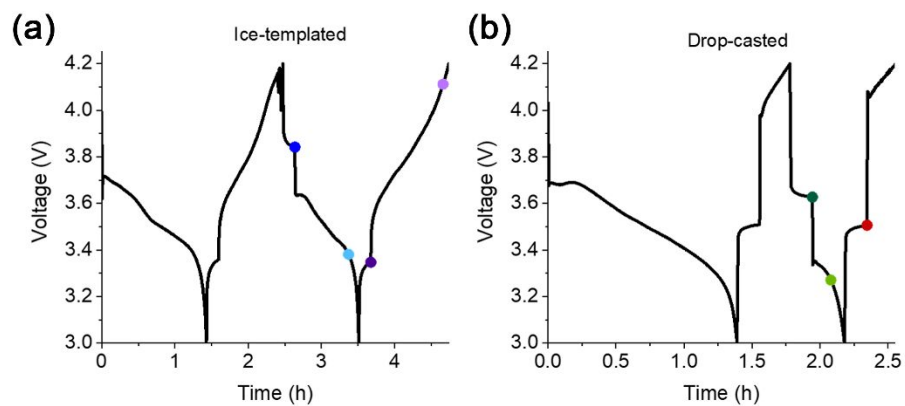 (a)
Ice-templated
4.2
4.0
3.8
3.6
3.4
3.2
3.0
Voltage (V)
0 1 2 3 4
Time (h)
(b)
Drop-casted
4.2
4.0
3.8
3.6
3.4
3.2
3.0
Voltage (V)
0.0 0.5 1.0 1.5 2.0 2.5
Time (h)